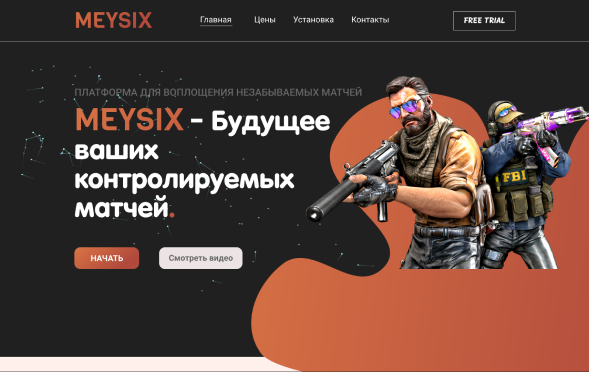 MEYSIX
Главная Цены Установка Контакты
FREE TRIAL
ПЛАТФОРМА ДЛЯ ВОПЛОЩЕНИЯ НЕЗАБЫВАЕМЫХ МАТЧЕЙ
MEYSIX – Будущее
ваших
контролируемых
матчей.
НАЧАТЬ
Смотреть видео
FBI